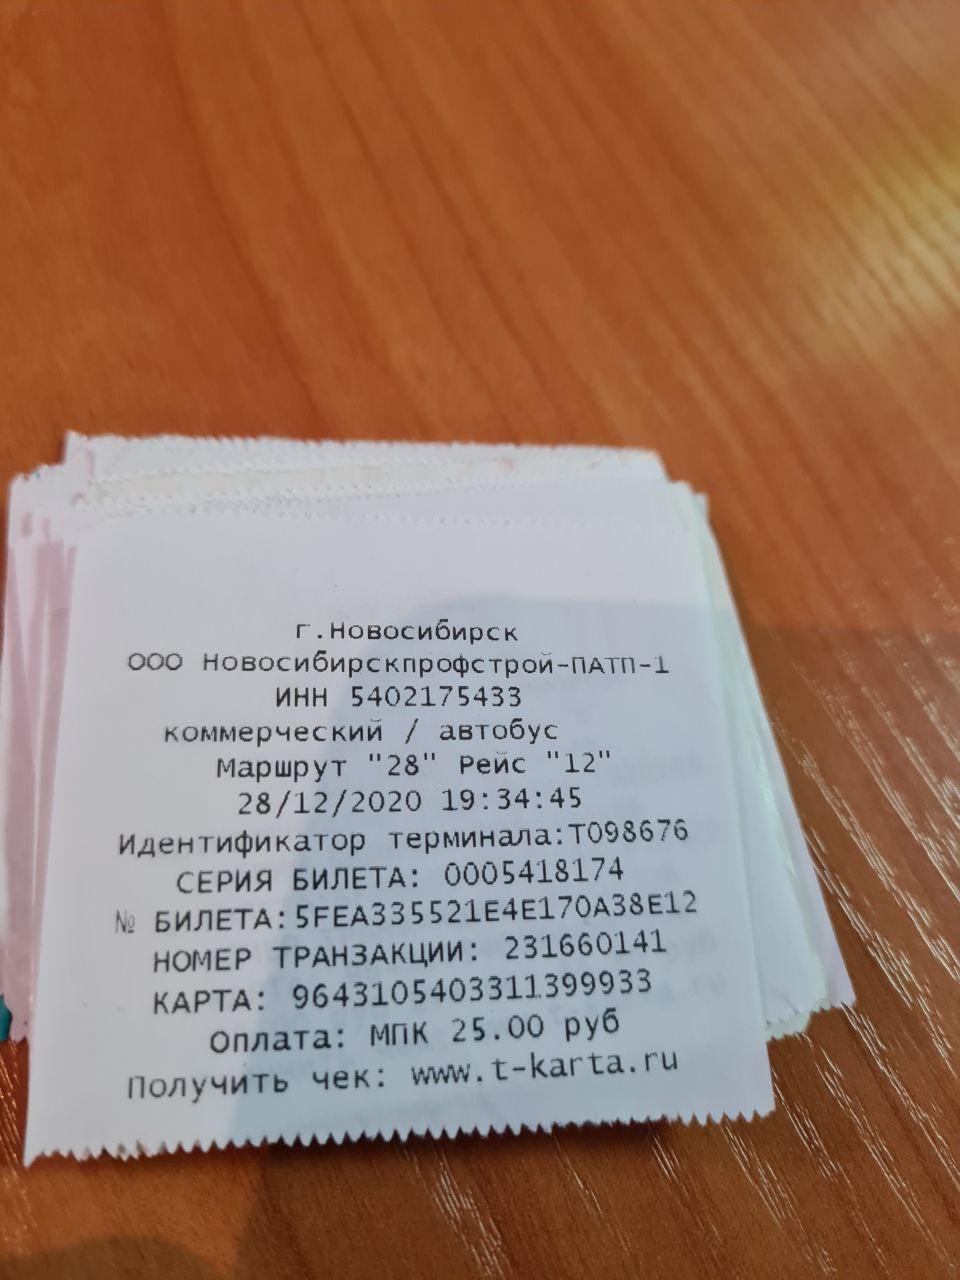 г.Новосибирск
ООО Новосибирскпрофстрой-ПАТП-1
ИНН 5402175433
коммерческий / автобус
Маршрут "28" Рейс "12"
28/12/2020 19:34:45
Идентификатор терминала:T098676
СЕРИЯ БИЛЕТА: 0005418174
№ БИЛЕТА:5FEA335521E4E170A38E12
НОМЕР ТРАНЗАКЦИИ: 231660141
КАРТА: 9643105403311399933
Оплата: МПК 25.00 руб
Получить чек: www.t-karta.ru